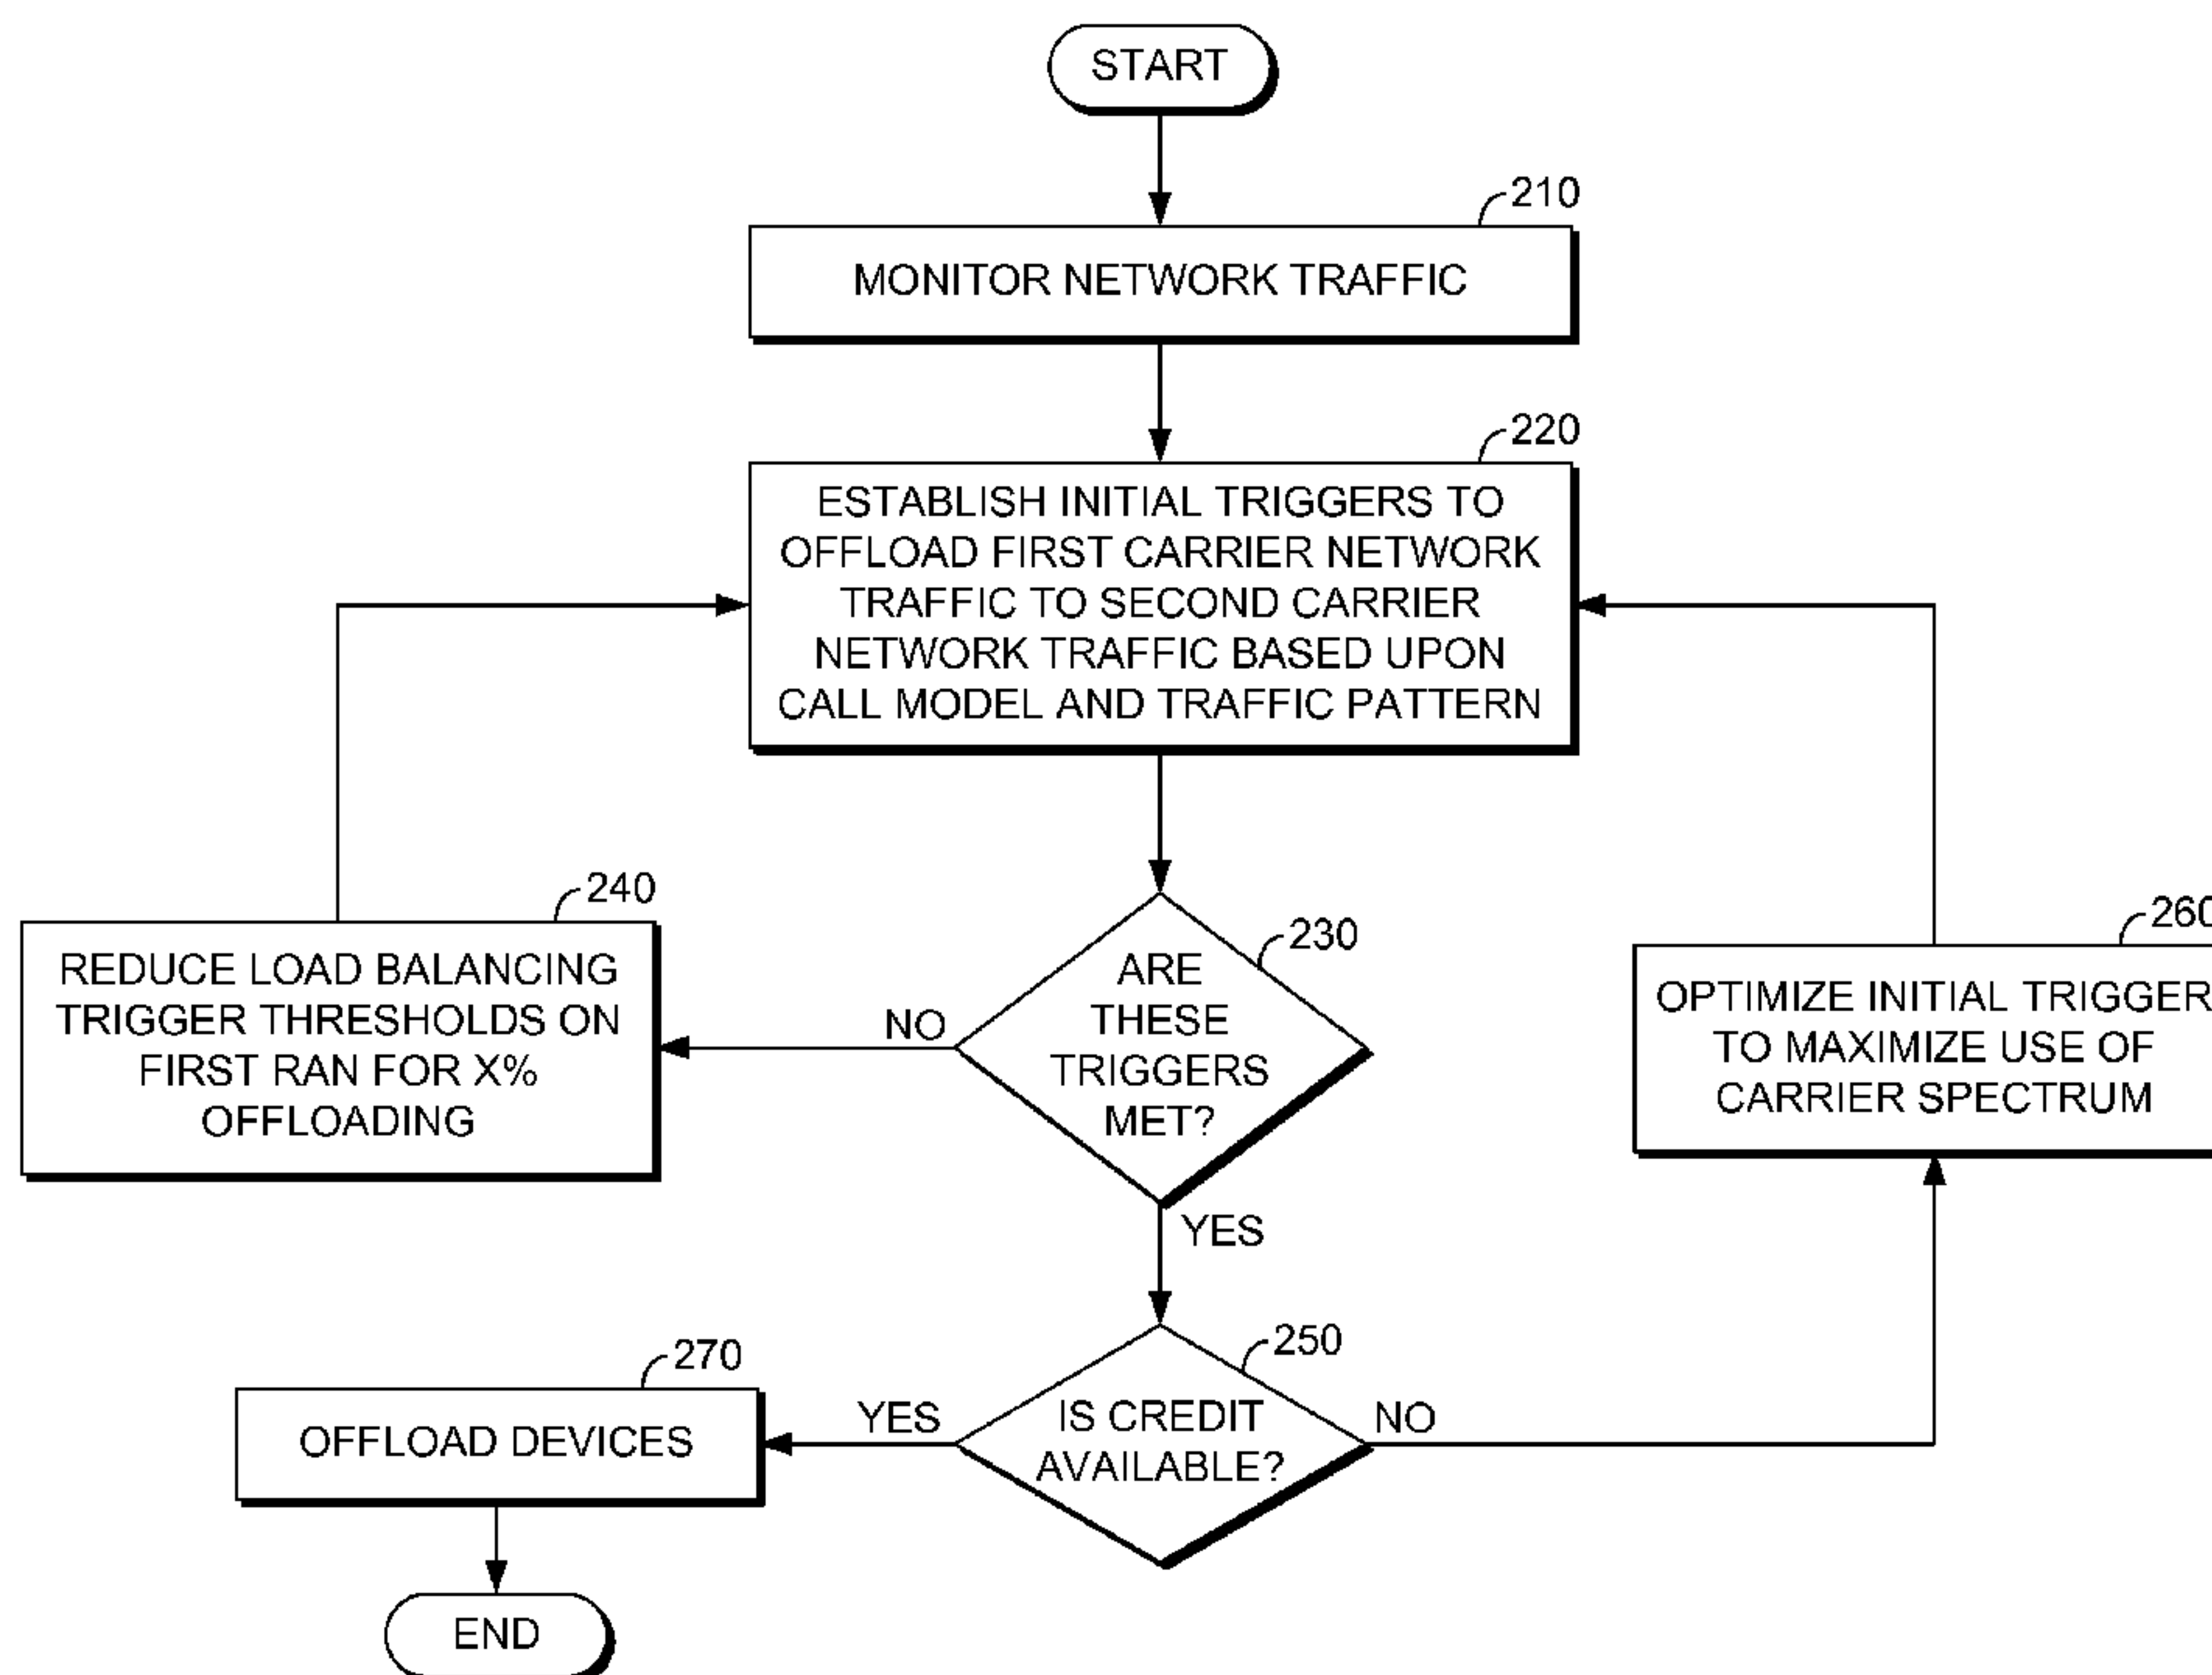 START
210
MONITOR NETWORK TRAFFIC
220
ESTABLISH INITIAL TRIGGERS TO
OFFLOAD FIRST CARRIER NETWORK
TRAFFIC TO SECOND CARRIER
NETWORK TRAFFIC BASED UPON
CALL MODEL AND TRAFFIC PATTERN
240
REDUCE LOAD BALANCING
TRIGGER THRESHOLDS ON
FIRST RAN FOR X%
OFFLOADING
NO
230
ARE
THESE
TRIGGERS
MET?
YES
260
OPTIMIZE INITIAL TRIGGER
TO MAXIMIZE USE OF
CARRIER SPECTRUM
270
OFFLOAD DEVICES
YES
250
IS CREDIT
AVAILABLE?
NO
END